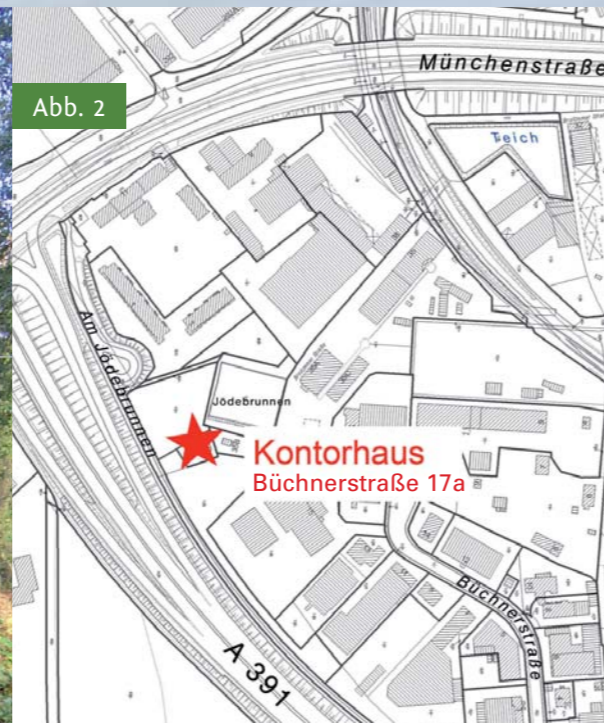 Abb. 2
Münchenstraße
Teich
Am Jödebrunnen
Jödebrunnen
Kontorhaus
Büchnerstraße 17a
Büchnerstraße
A 391